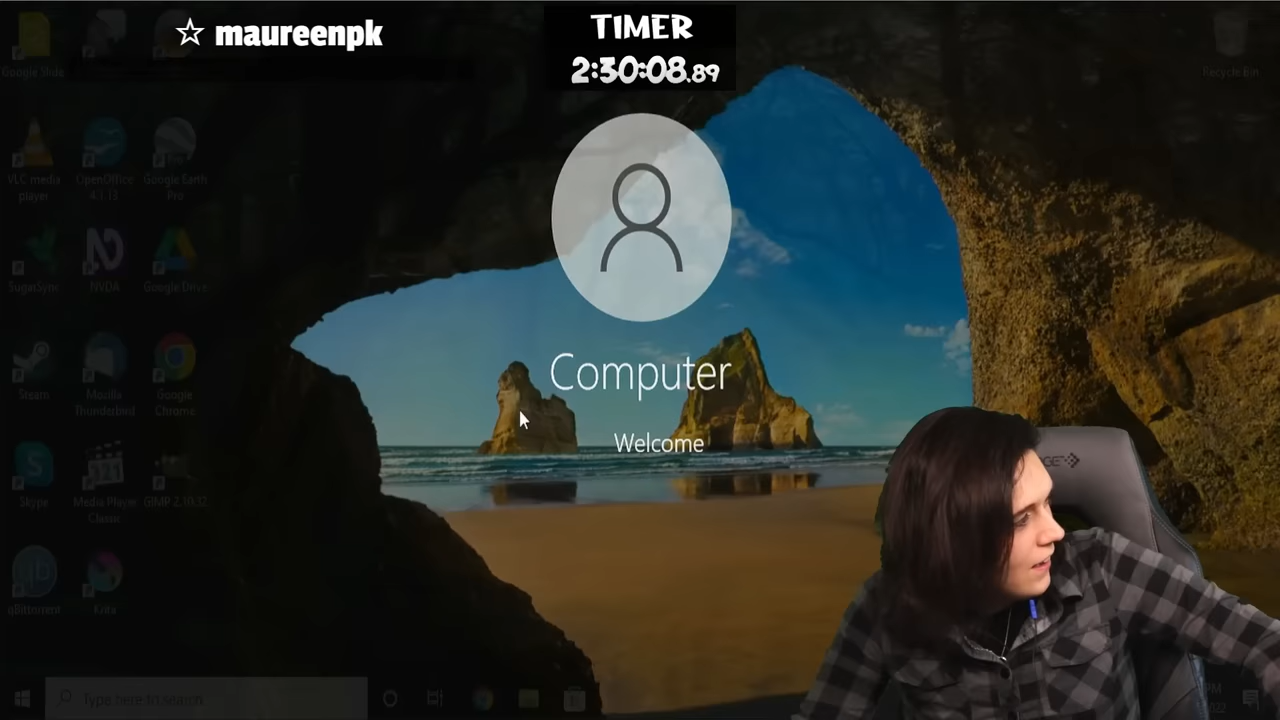 ☆ maureenpk
TIMER
2:30:08.89
Google Slide
Recycle Bin
VLC media player
OpenOffice 4.1.13
Google Earth Pro
SugarSync
NVDA
Google Drive
Steam
Mozilla Thunderbird
Google Chrome
Skype
Media Player Classic
GIMP 2.10.32
qBittorrent
Krita
Computer
Welcome
Type here to search
PM